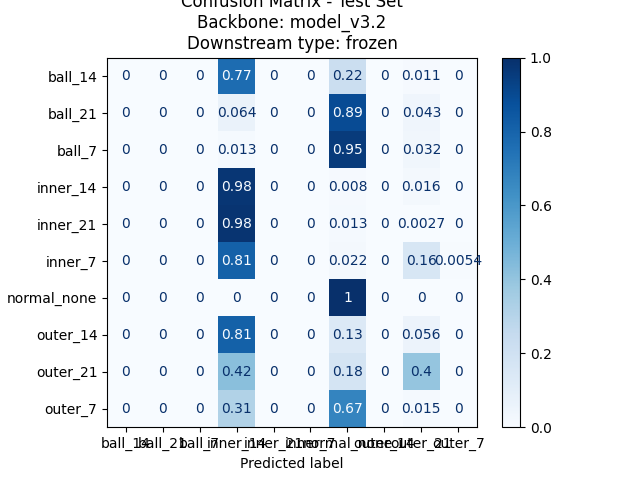 Confusion Matrix - Test Set
Backbone: model_v3.2
Downstream type: frozen
ball_14 0 0 0 0.77 0 0 0.22 0 0.011 0
ball_21 0 0 0 0.064 0 0 0.89 0 0.043 0
ball_7 0 0 0 0.013 0 0 0.95 0 0.032 0
inner_14 0 0 0 0.98 0 0 0.008 0 0.016 0
inner_21 0 0 0 0.98 0 0 0.013 0 0.0027 0
inner_7 0 0 0 0.81 0 0 0.022 0 0.16 0.0054
normal_none 0 0 0 0 0 0 1 0 0 0
outer_14 0 0 0 0.81 0 0 0.13 0 0.056 0
outer_21 0 0 0 0.42 0 0 0.18 0 0.4 0
outer_7 0 0 0 0.31 0 0 0.67 0 0.015 0
ball_14 ball_21 ball_7 inner_14 inner_21 inner_7 normal_none outer_14 outer_21 outer_7
Predicted label
1.0
0.8
0.6
0.4
0.2
0.0